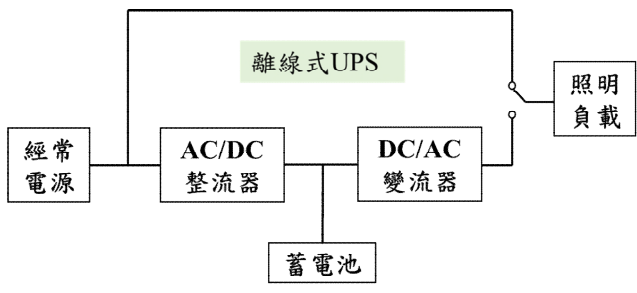 離線式UPS
照明
負載
經常
電源
AC/DC
整流器
DC/AC
變流器
蓄電池